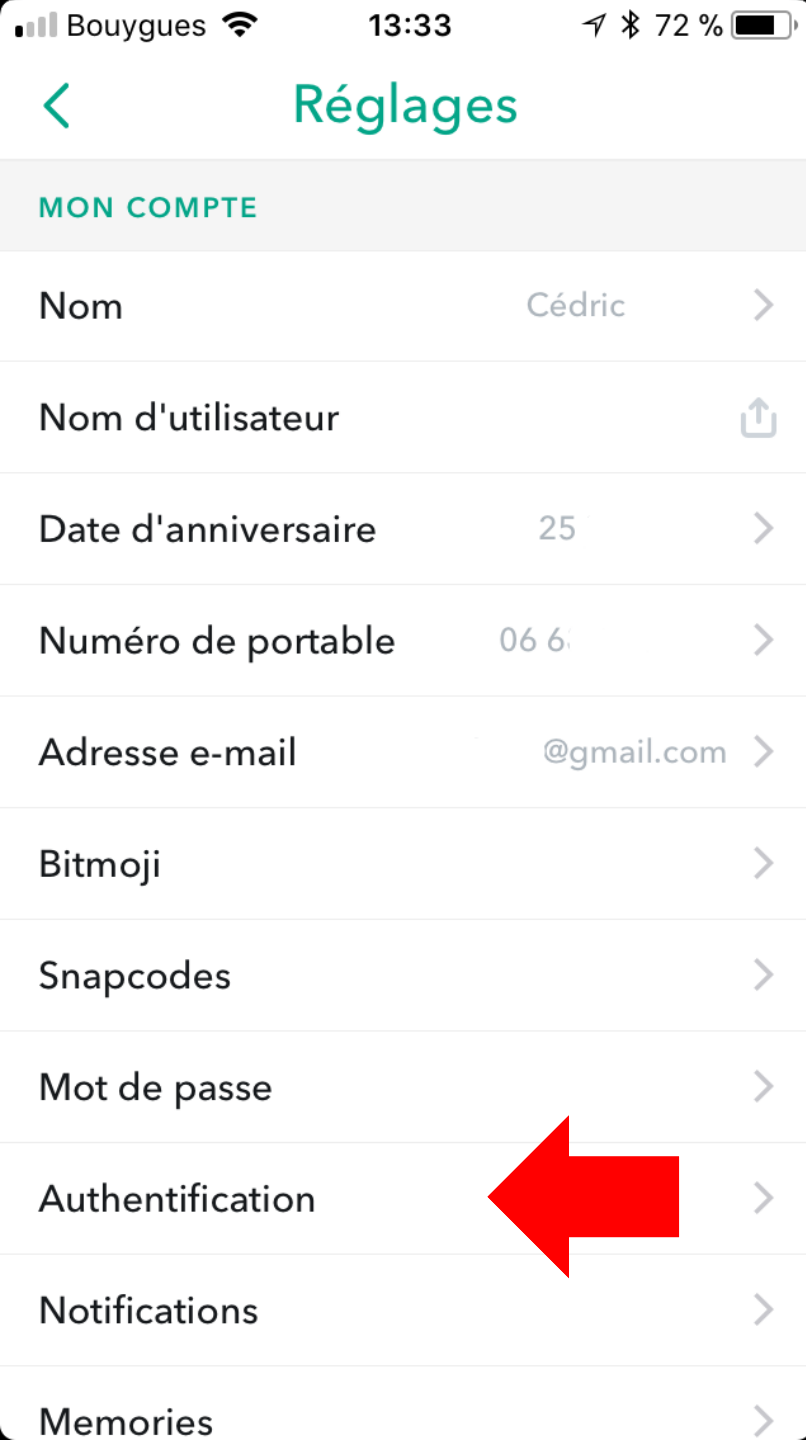 Bouygues 13:33 72 %
Réglages
MON COMPTE
Nom Cédric
Nom d'utilisateur
Date d'anniversaire 25
Numéro de portable 06 6
Adresse e-mail @gmail.com
Bitmoji
Snapcodes
Mot de passe
Authentification
Notifications
Memories